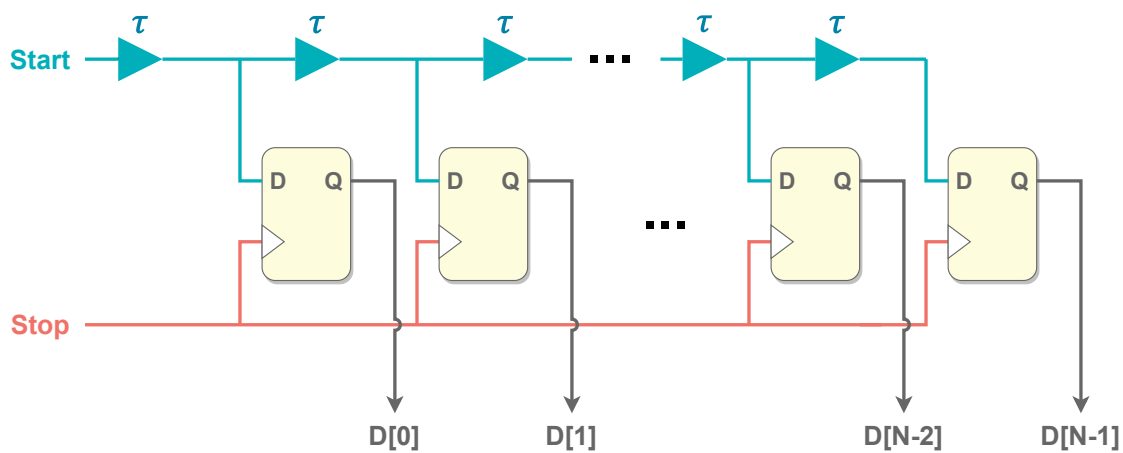 τ τ τ τ τ
Start
D Q D Q D Q D Q
Stop
D[0] D[1] D[N-2] D[N-1]